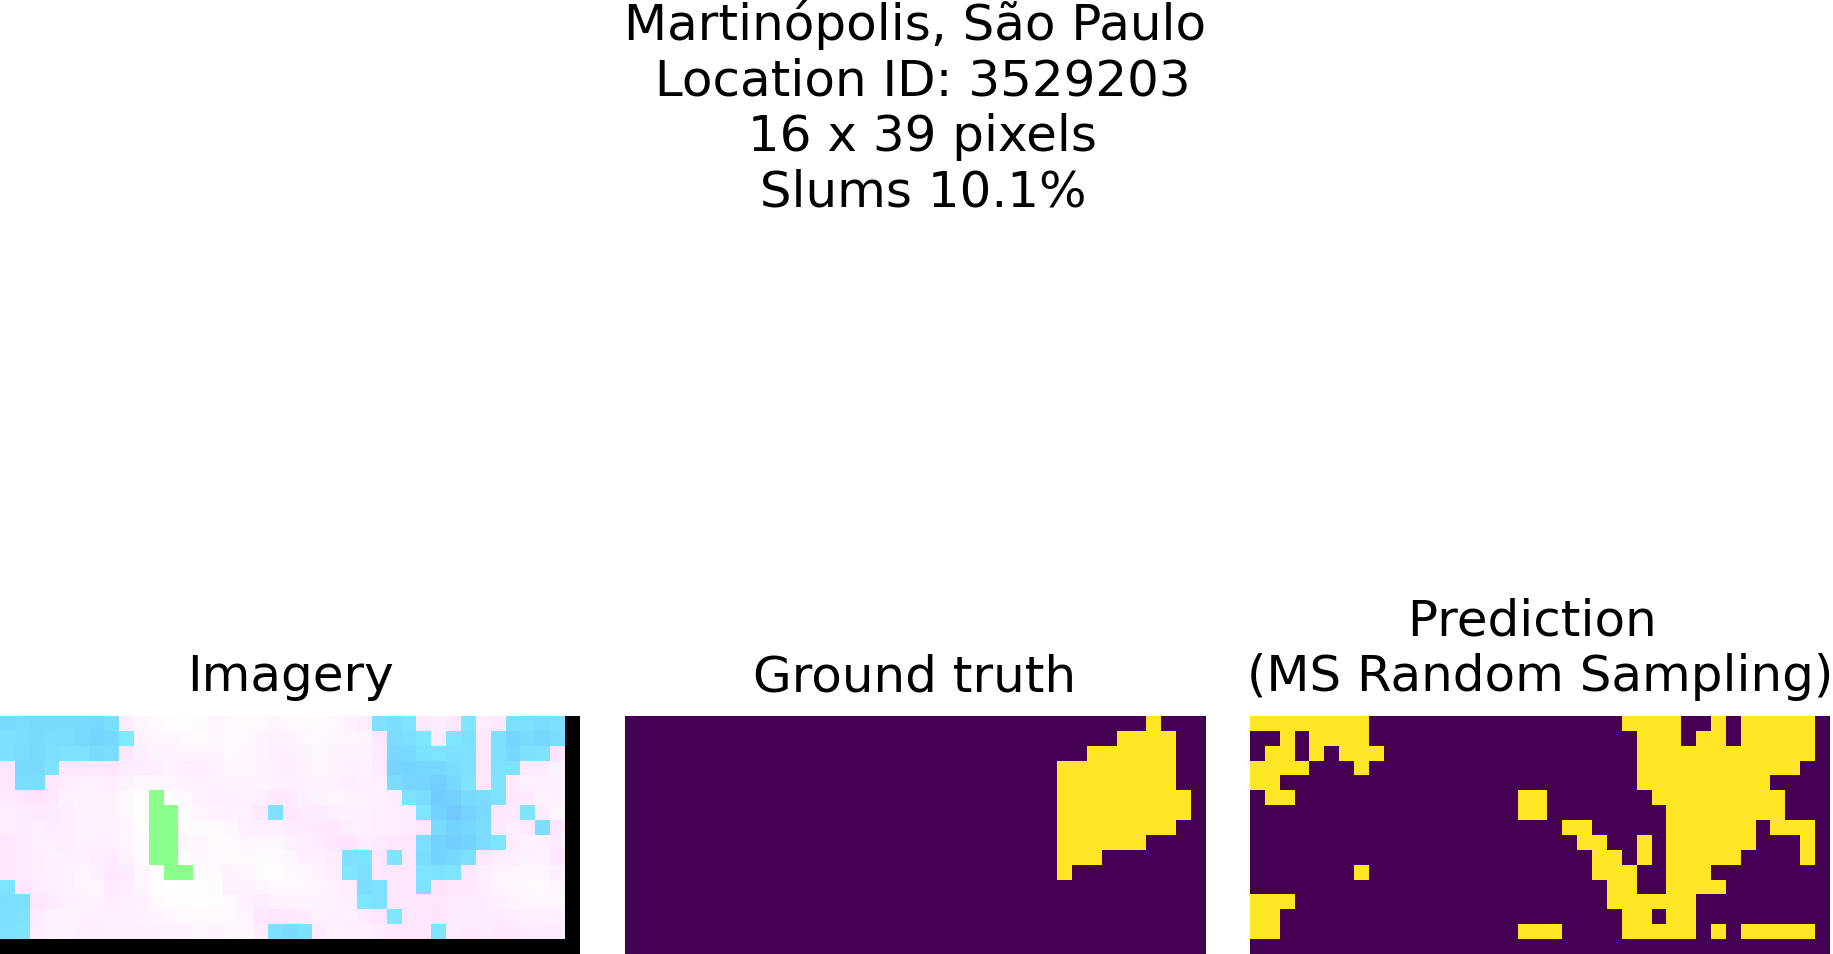 Martinópolis, São Paulo
Location ID: 3529203
16 x 39 pixels
Slums 10.1%
Imagery
Ground truth
Prediction
(MS Random Sampling)